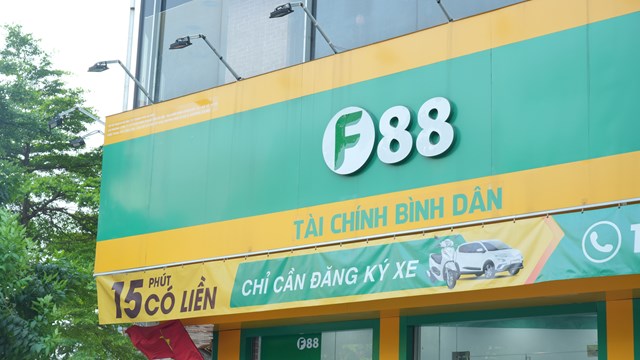 F88
TÀI CHÍNH BÌNH DÂN
15 PHÚT
CÓ LIỀN
CHỈ CẦN ĐĂNG KÝ XE
F88